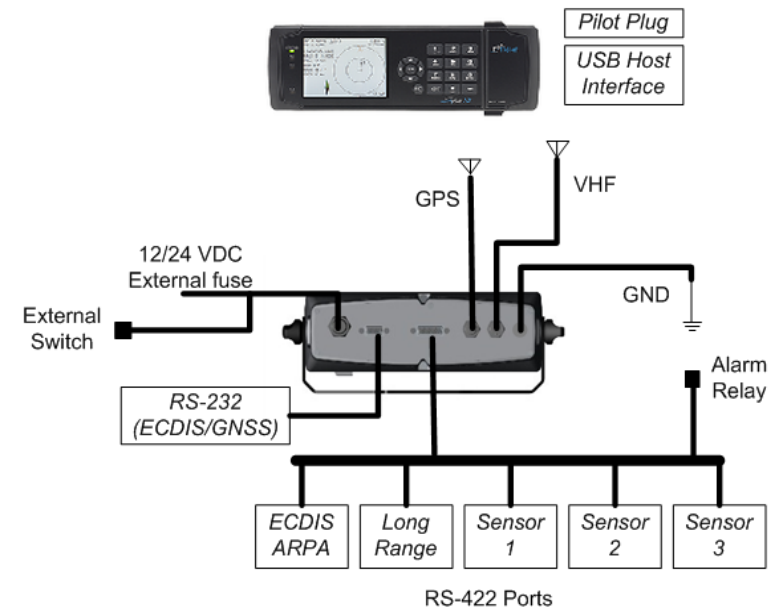 Pilot Plug
USB Host
Interface
GPS
VHF
12/24 VDC
External fuse
GND
External
Switch
Alarm
Relay
RS-232
(ECDIS/GNSS)
ECDIS
ARPA
Long
Range
Sensor
1
Sensor
2
Sensor
3
RS-422 Ports